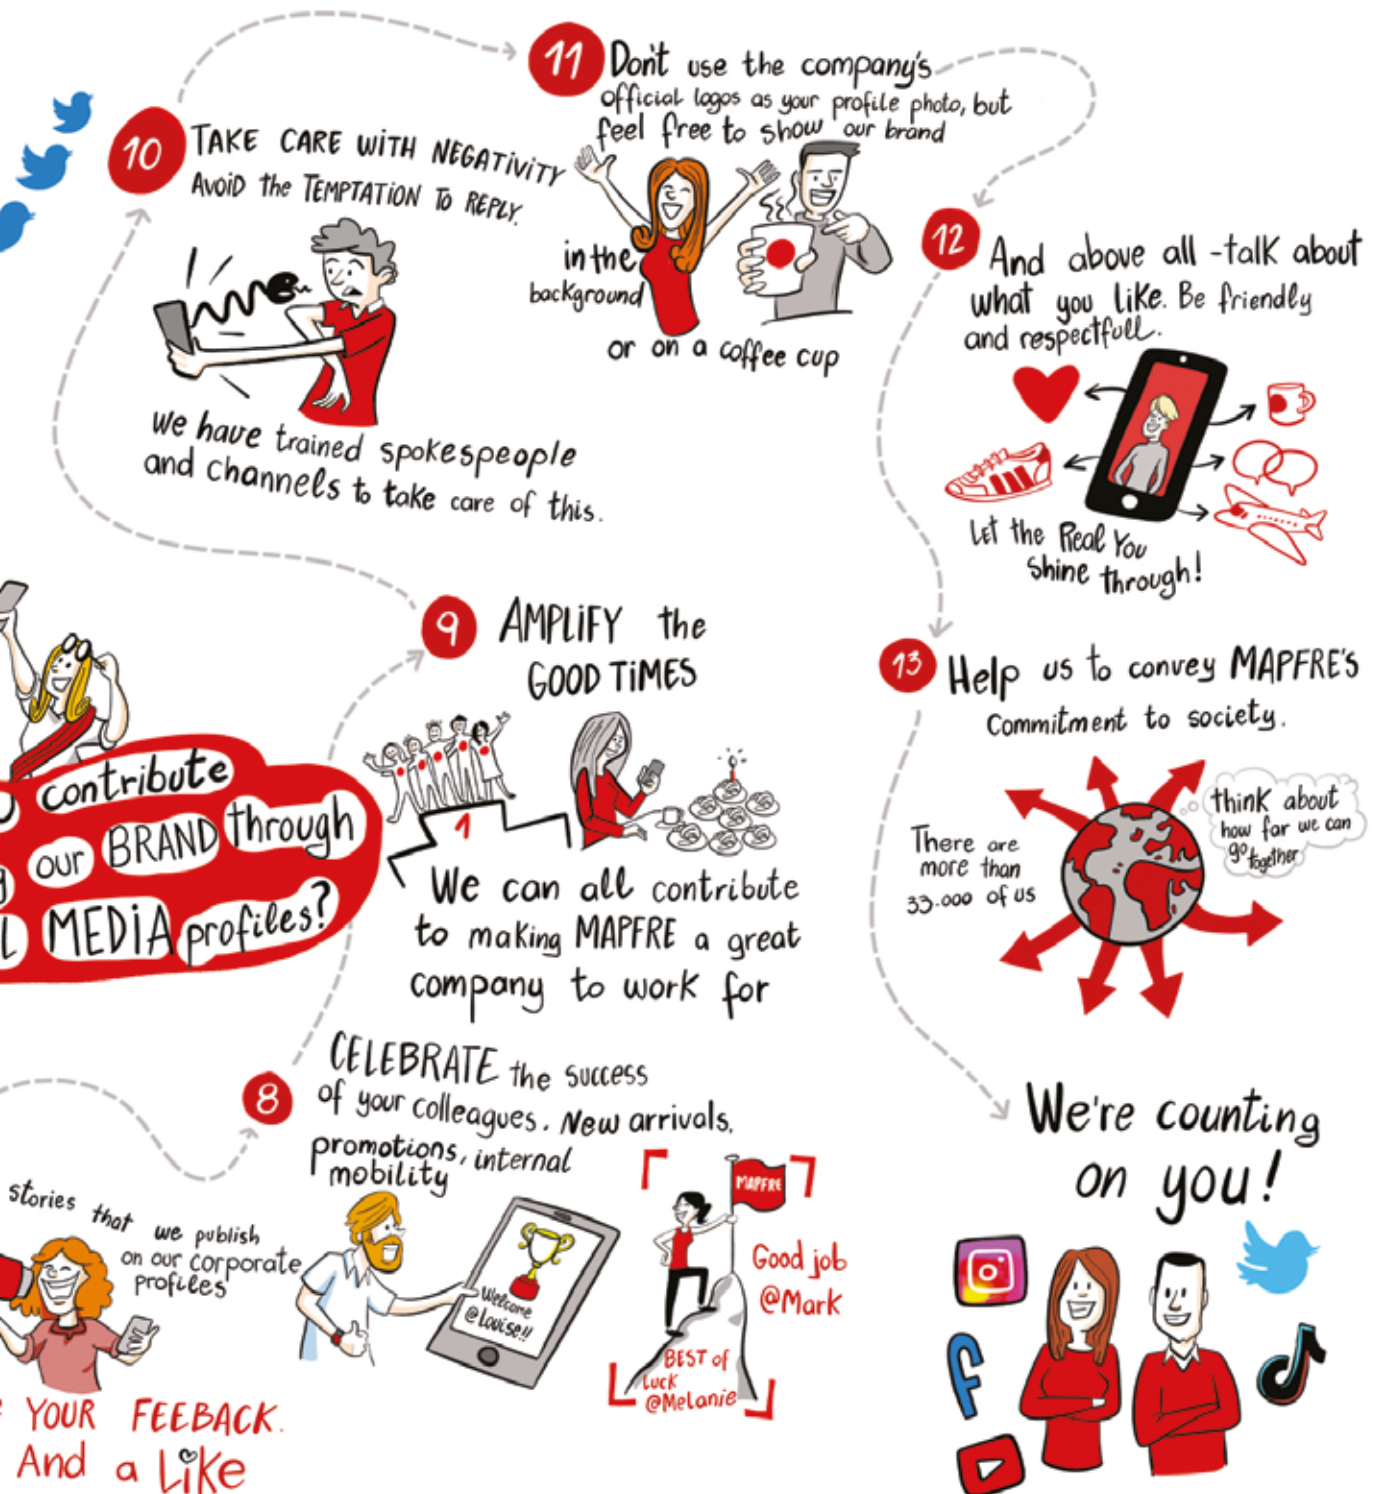 11 Don't use the company's
official logos as your profile photo, but
feel free to show our brand
in the
background
or on a coffee cup
10 TAKE CARE WITH NEGATIVITY
AVOID the TEMPTATION TO REPLY.
we have trained spokespeople
and channels to take care of this.
12 And above all - talk about
what you like. Be friendly
and respectfull.
Let the Real You
Shine through!
9 AMPLIFY the
GOOD TIMES
1
We can all contribute
to making MAPFRE a great
company to work for
13 Help us to convey MAPFRE'S
Commitment to society.
There are
more than
33.000 of us
think about
how far we can
go together
contribute
our BRAND through
MEDIA profiles?
8 CELEBRATE the success
of your colleagues. New arrivals,
promotions, internal
mobility
Welcome
@Louise!!
MAPFRE
Good job
@Mark
BEST of
Luck
@Melanie
We're counting
on you!
stories that we publish
on our corporate
profiles
YOUR FEEBACK.
And a Like